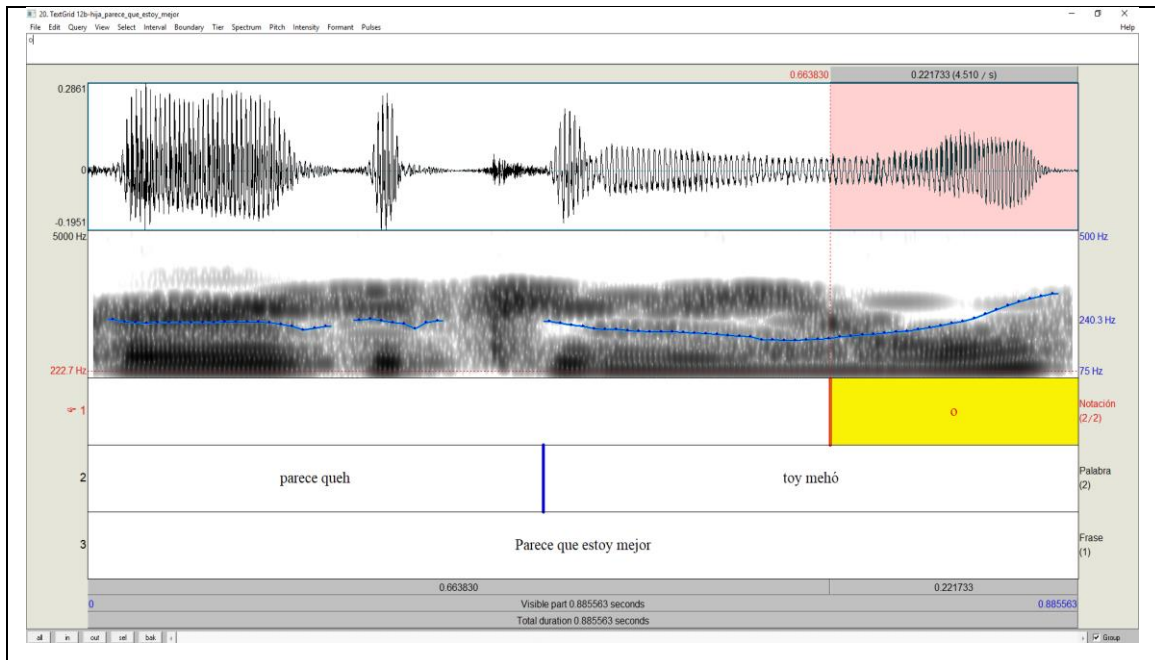 20. TextGrid 12b-hija_parece_que_estoy_mejor
File Edit Query View Select Interval Boundary Tier Spectrum Pitch Intensity Formant Pulses Help
o
0.663830 0.221733 (4.510 / s)
0.2861
0
-0.1951
5000 Hz 500 Hz
240.3 Hz
222.7 Hz 75 Hz
1 o Notación
(2/2)
2 parece queh toy mehó Palabra
(2)
3 Parece que estoy mejor Frase
(1)
0.663830 0.221733
0 Visible part 0.885563 seconds 0.885563
Total duration 0.885563 seconds
all in out sel bak Group